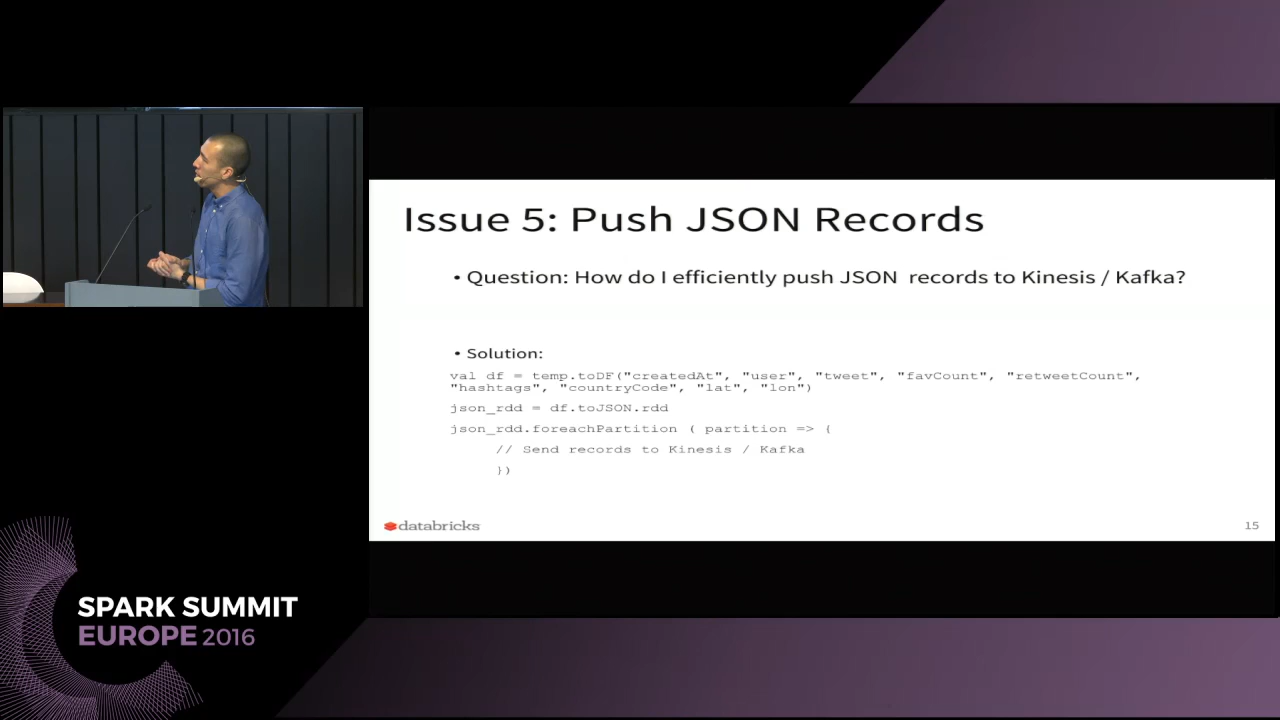 Issue 5: Push JSON Records
• Question: How do I efficiently push JSON records to Kinesis / Kafka?
• Solution:
val df = temp.toDF("createdAt", "user", "tweet", "favCount", "retweetCount",
"hashtags", "countryCode", "lat", "lon")
json_rdd = df.toJSON.rdd
json_rdd.foreachPartition ( partition => {
// Send records to Kinesis / Kafka
})
databricks
15
SPARK SUMMIT
EUROPE 2016